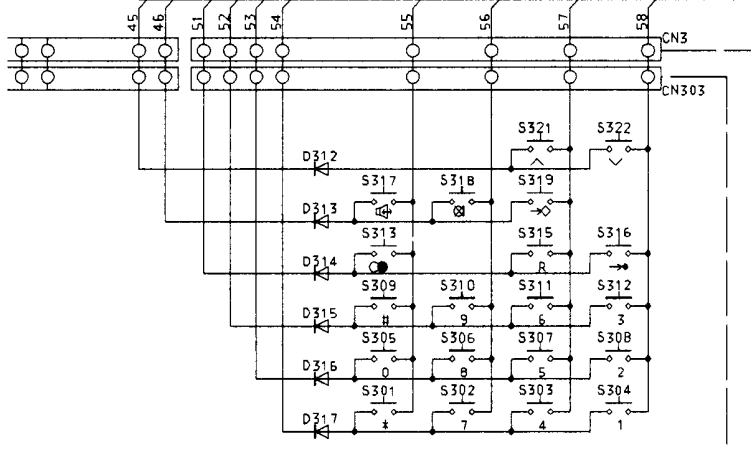 45 46 51 52 53 54 55 56 57 58
CN3
CN303
S321 S322
D312
S317 S318 S319
D313
S313 S315 S316
R
D314
S309 S310 S311 S312
# 9 6 3
D315
S305 S306 S307 S308
0 8 5 2
D316
S301 S302 S303 S304
* 7 4 1
D317